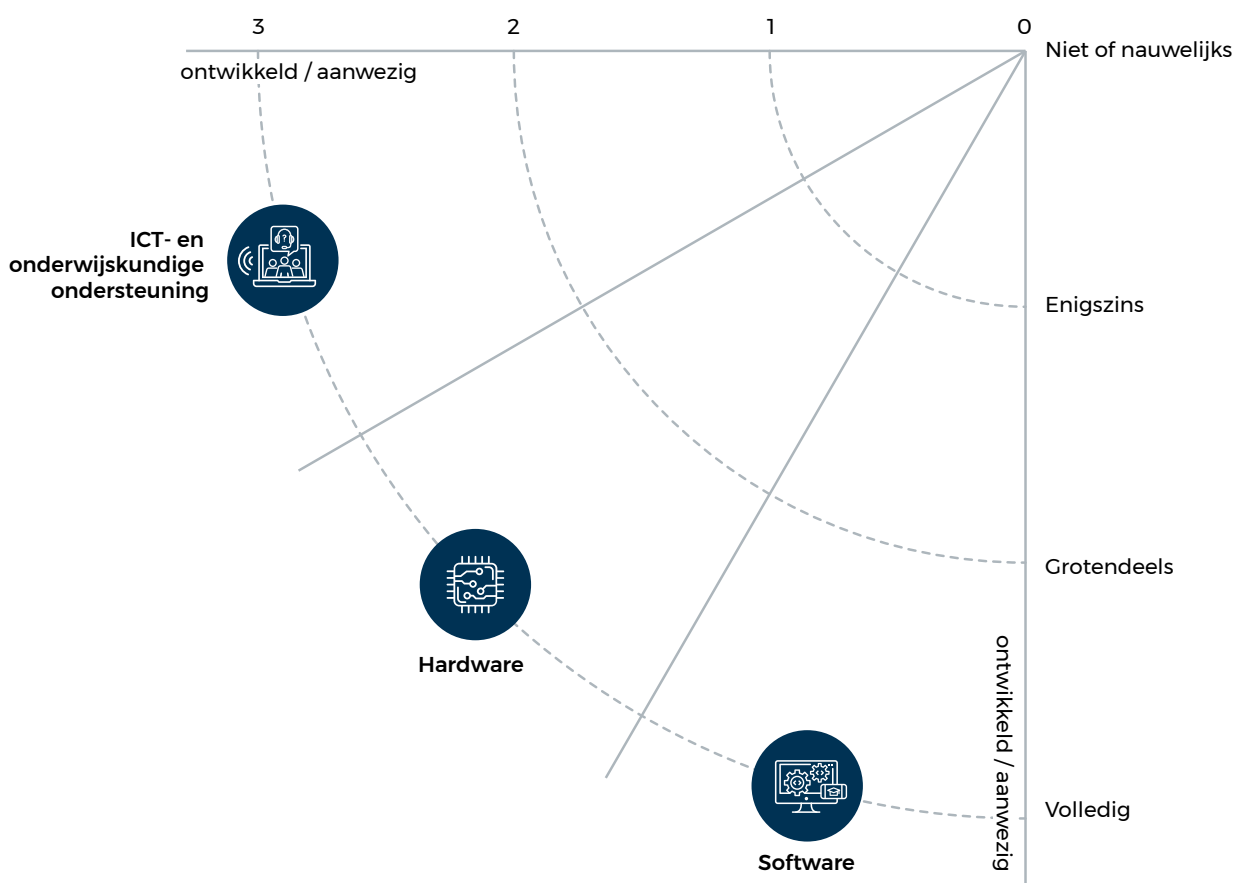 3 2 1 0
Niet of nauwelijks
ontwikkeld / aanwezig
ICT- en
onderwijskundige
ondersteuning
?
Enigszins
Grotendeels
Hardware
ontwikkeld / aanwezig
Volledig
Software